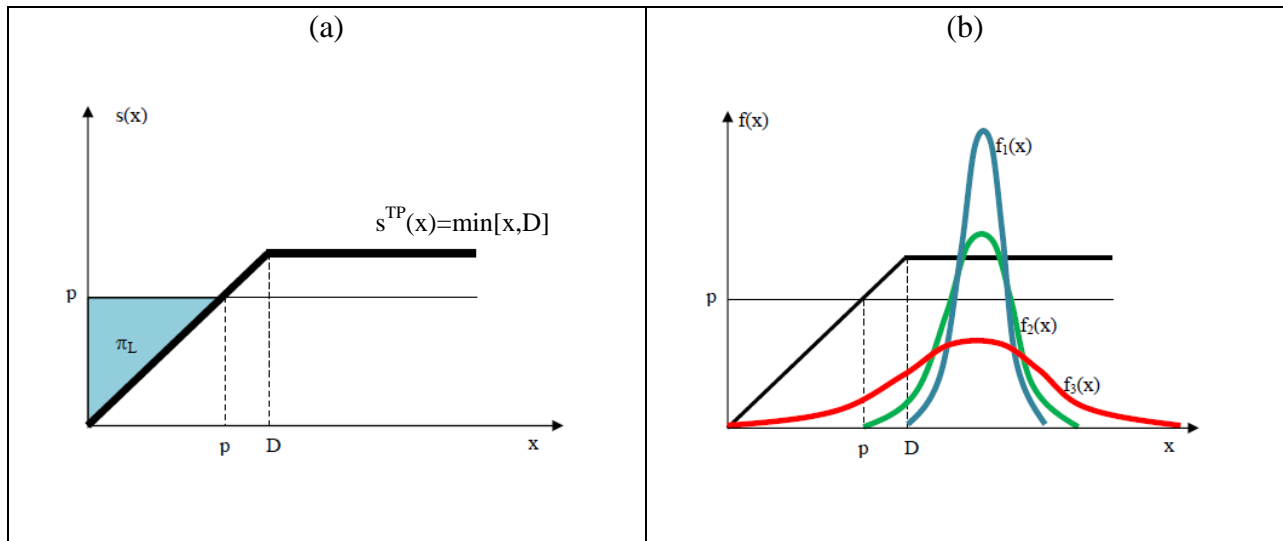 (a)
s(x)
s^TP(x)=min[x,D]
p
π_L
p D x
(b)
f(x)
f₁(x)
p
f₂(x)
f₃(x)
p D x